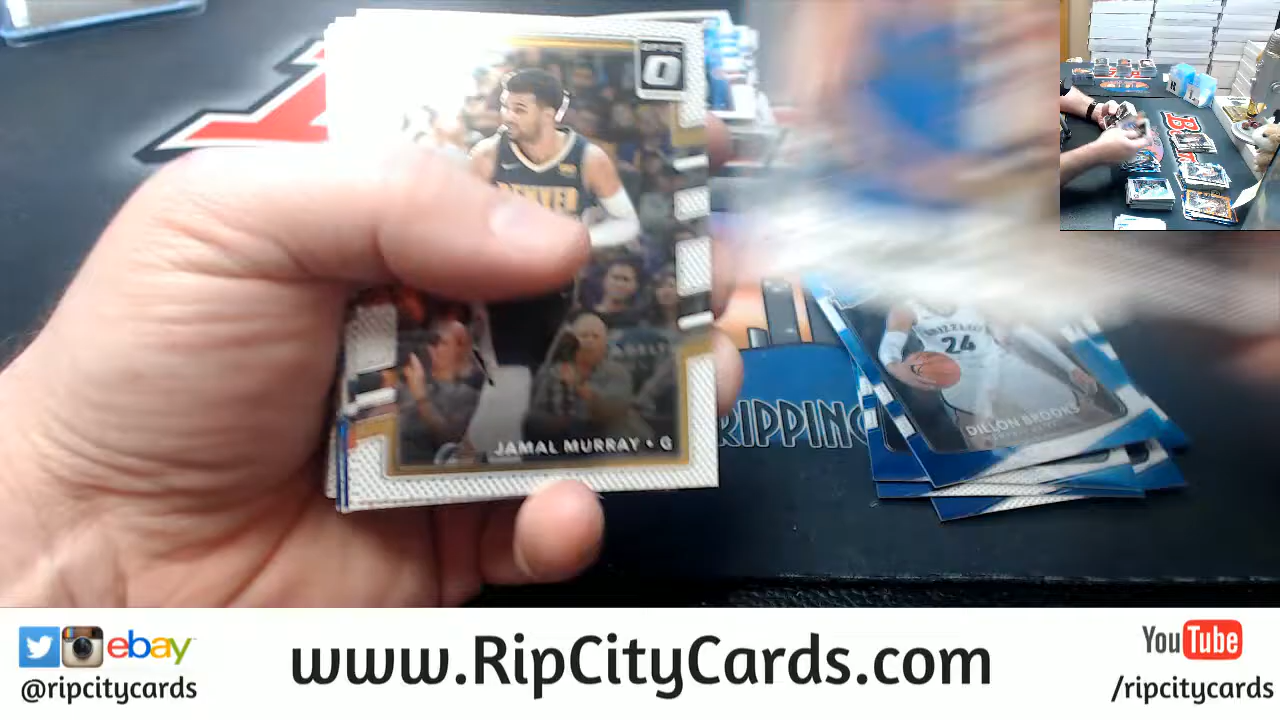 OPTIC
DENVER
JAMAL MURRAY • G
GRIZZLIES
24
DILLON BROOKS
RIPPING
ebay
@ripcitycards
www.RipCityCards.com
YouTube
/ripcitycards